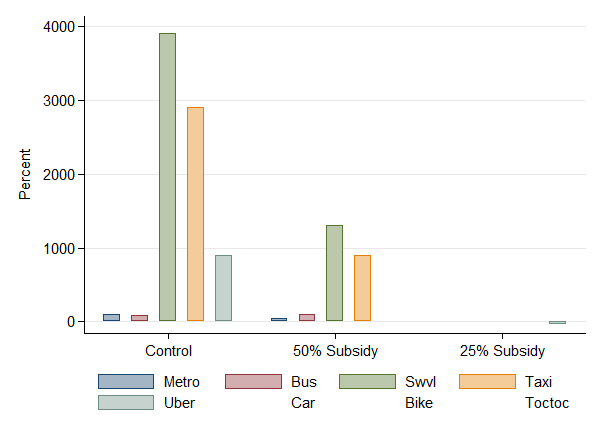 4000
3000
2000
1000
0
Percent
Control 50% Subsidy 25% Subsidy
Metro Bus Swvl Taxi
Uber Car Bike Toctoc